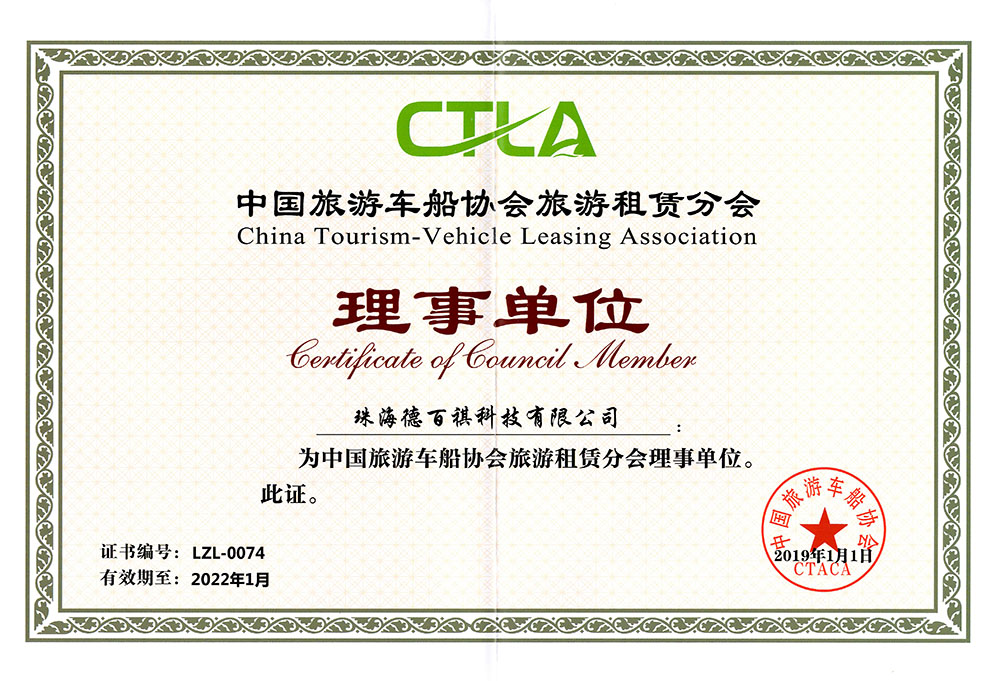 CTLA
中国旅游车船协会旅游租赁分会
China Tourism-Vehicle Leasing Association
理事单位
Certificate of Council Member
珠海德百祺科技有限公司：
为中国旅游车船协会旅游租赁分会理事单位。
此证。
中国旅游车船协会
2019年1月1日
CTACA
证书编号：LZL-0074
有效期至：2022年1月